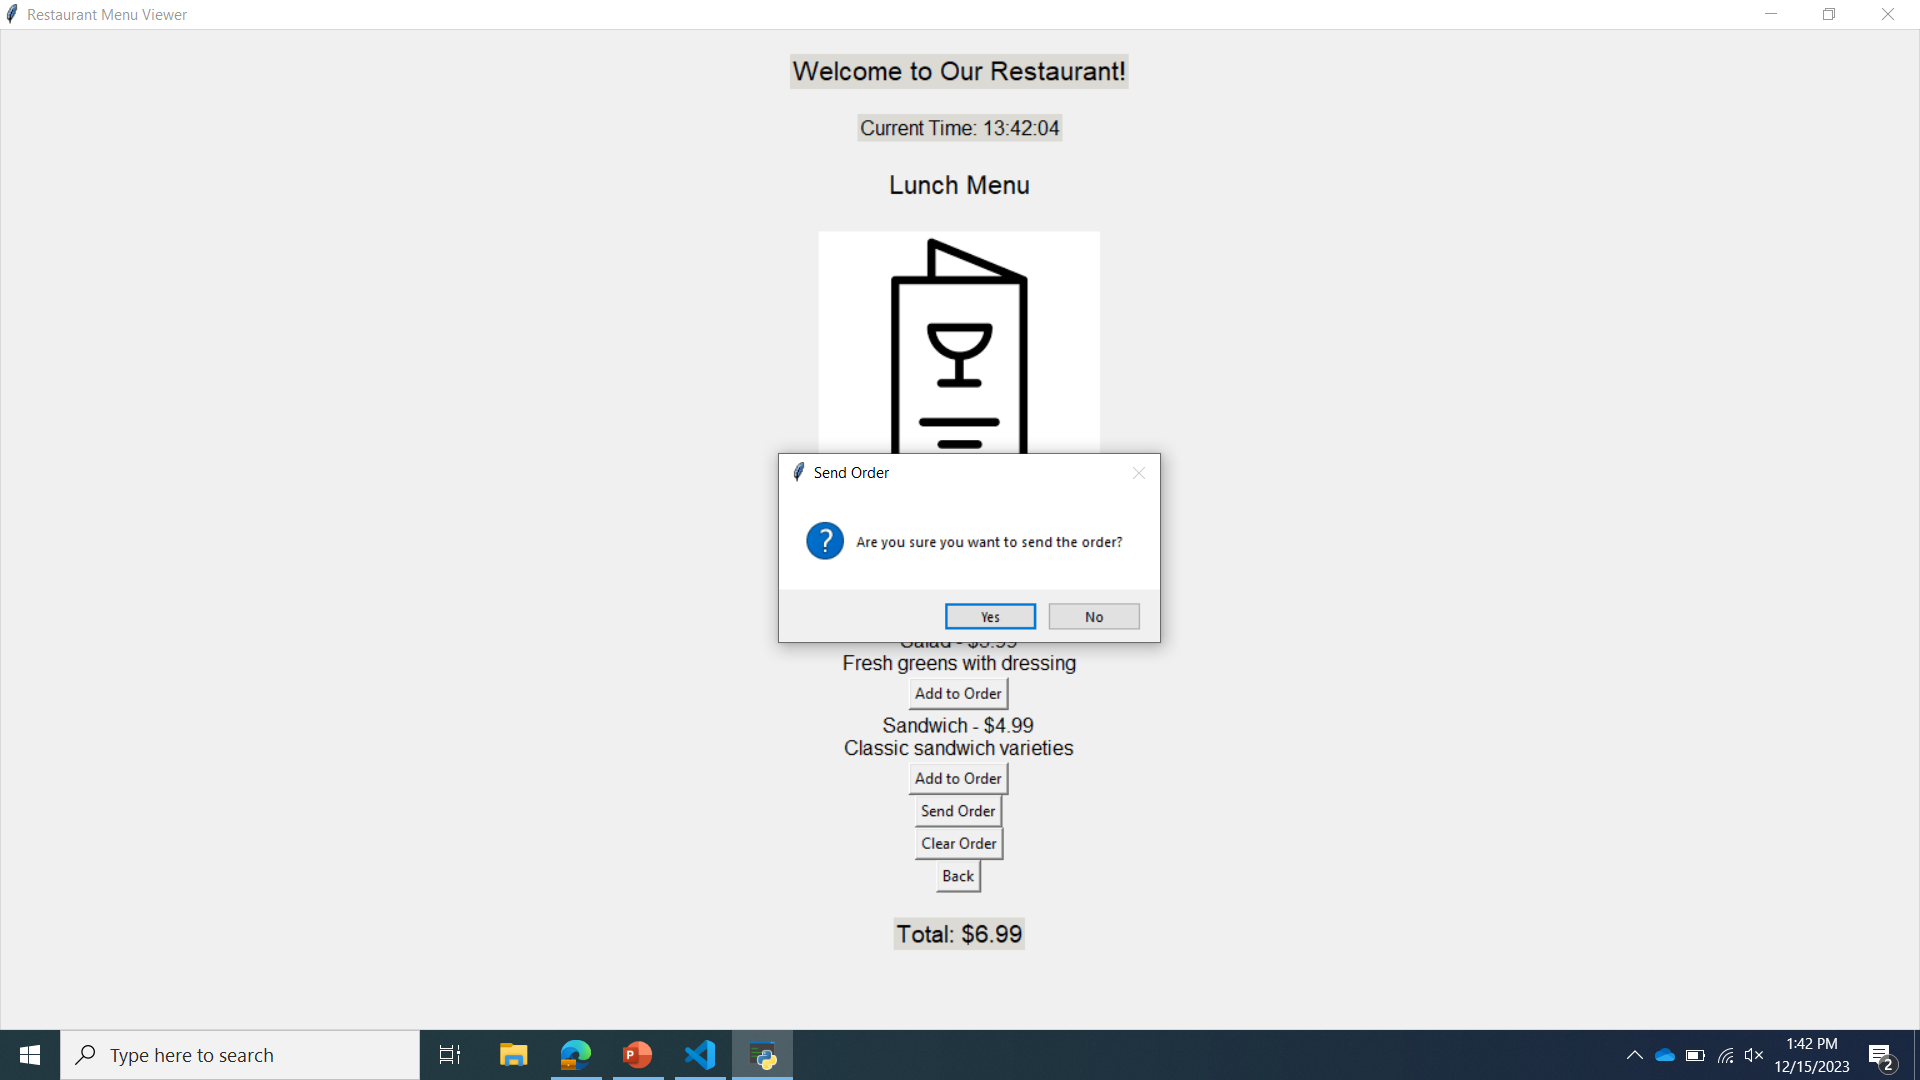 Restaurant Menu Viewer
Welcome to Our Restaurant!
Current Time: 13:42:04
Lunch Menu
Send Order
?
Are you sure you want to send the order?
Yes
No
Fresh greens with dressing
Add to Order
Sandwich - $4.99
Classic sandwich varieties
Add to Order
Send Order
Clear Order
Back
Total: $6.99
Type here to search
P
1:42 PM
12/15/2023
2